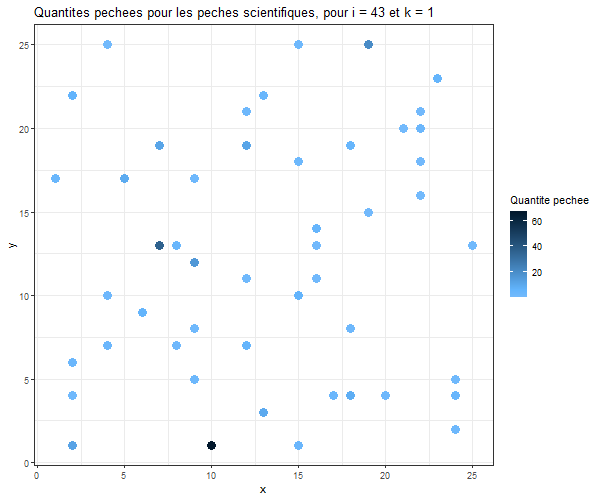 Quantites pechees pour les peches scientifiques, pour i = 43 et k = 1
25
20
15
10
5
0
y
0 5 10 15 20 25
x
Quantite pechee
60
40
20